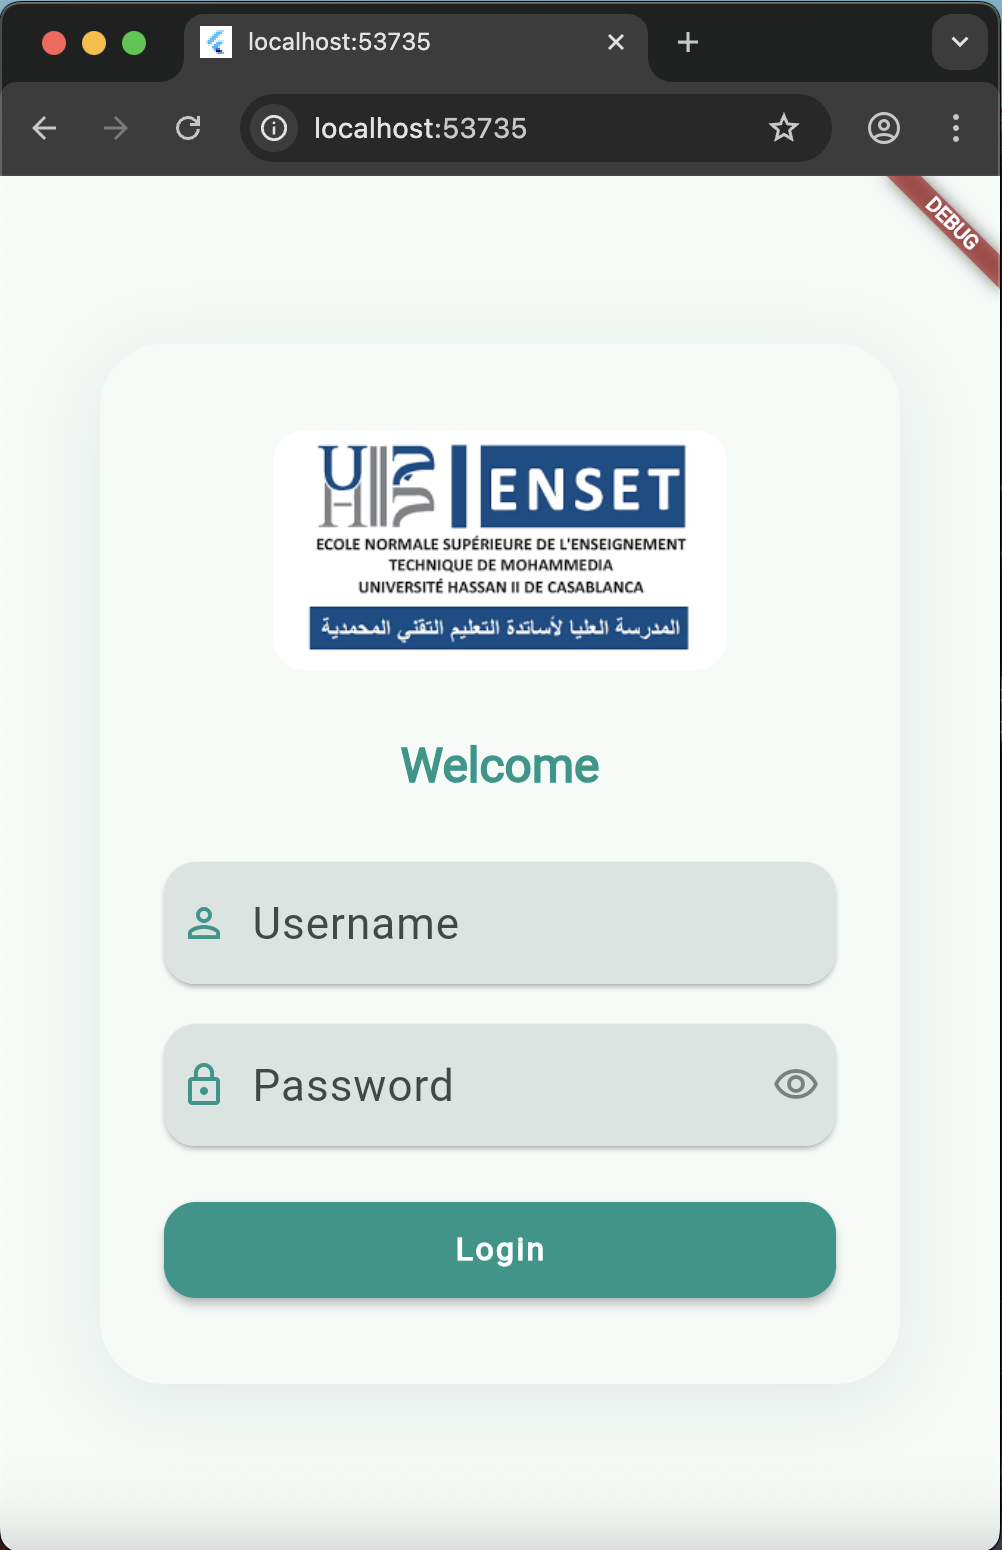 localhost:53735
localhost:53735
DEBUG
UH2C
ENSET
ECOLE NORMALE SUPÉRIEURE DE L'ENSEIGNEMENT
TECHNIQUE DE MOHAMMEDIA
UNIVERSITÉ HASSAN II DE CASABLANCA
المدرسة العليا لأساتذة التعليم التقني المحمدية
Welcome
Username
Password
Login